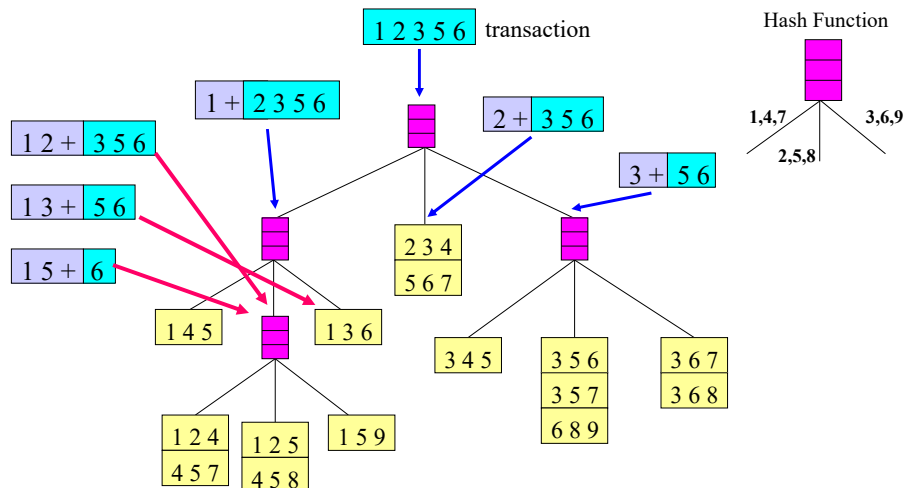 1 2 3 5 6 transaction
Hash Function
1,4,7
3,6,9
2,5,8
1 + 2 3 5 6
2 + 3 5 6
1 2 + 3 5 6
3 + 5 6
1 3 + 5 6
1 5 + 6
2 3 4
5 6 7
1 4 5
1 3 6
3 4 5
3 5 6
3 6 7
3 5 7
3 6 8
6 8 9
1 2 4
1 2 5
1 5 9
4 5 7
4 5 8